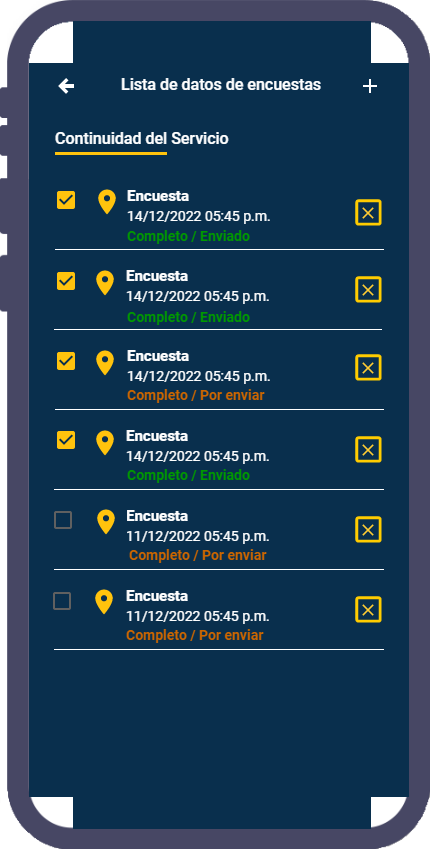 Lista de datos de encuestas
Continuidad del Servicio
Encuesta
14/12/2022 05:45 p.m.
Completo / Enviado
Encuesta
14/12/2022 05:45 p.m.
Completo / Enviado
Encuesta
14/12/2022 05:45 p.m.
Completo / Por enviar
Encuesta
14/12/2022 05:45 p.m.
Completo / Enviado
Encuesta
11/12/2022 05:45 p.m.
Completo / Por enviar
Encuesta
11/12/2022 05:45 p.m.
Completo / Por enviar